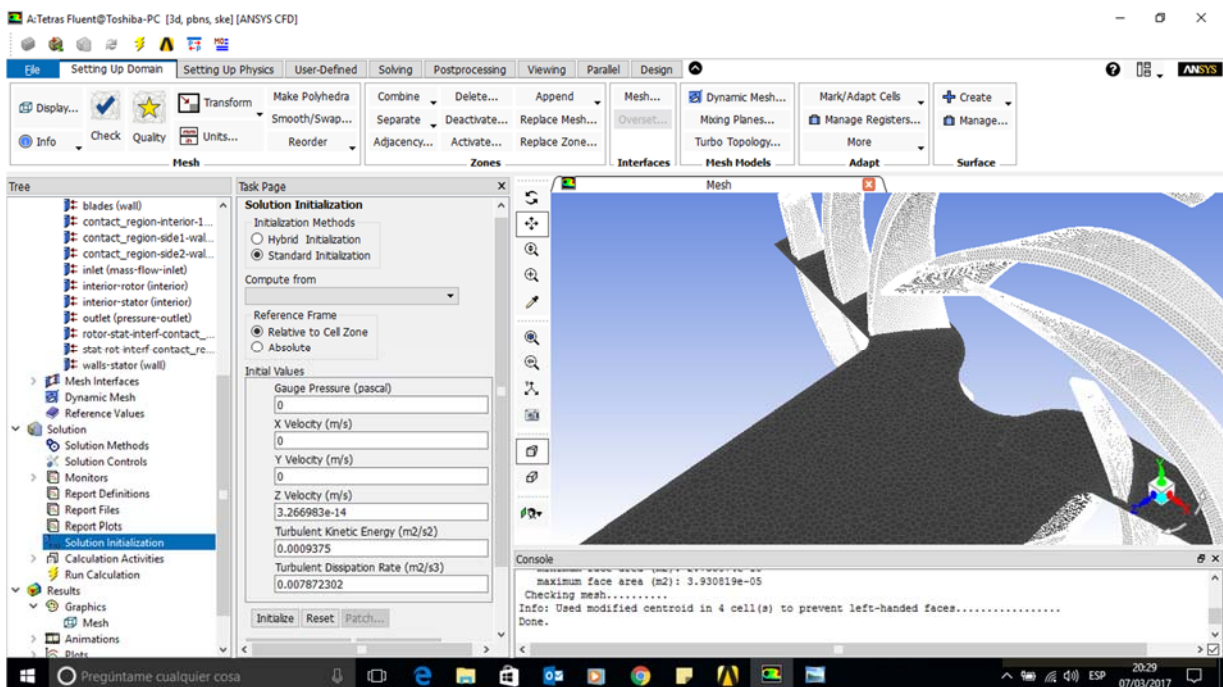 A:Tetras Fluent@Toshiba-PC [3d, pbns, ske] [ANSYS CFD]
File Setting Up Domain Setting Up Physics User-Defined Solving Postprocessing Viewing Parallel Design
ANSYS
Display... Transform Make Polyhedra Combine Delete... Append Mesh... Dynamic Mesh... Mark/Adapt Cells Create
Smooth/Swap... Separate Deactivate... Replace Mesh... Overset... Mixing Planes... Manage Registers... Manage...
Info Check Quality Units... Reorder Adjacency... Activate... Replace Zone... Turbo Topology... More
Mesh Zones Interfaces Mesh Models Adapt Surface
Tree
blades (wall)
contact_region-interior-1...
contact_region-side1-wal...
contact_region-side2-wal...
inlet (mass-flow-inlet)
interior-rotor (interior)
interior-stator (interior)
outlet (pressure-outlet)
rotor-stat-interf-contact_...
stat rot interf-contact_re...
walls-stator (wall)
Mesh Interfaces
Dynamic Mesh
Reference Values
Solution
Solution Methods
Solution Controls
Monitors
Report Definitions
Report Files
Report Plots
Solution Initialization
Calculation Activities
Run Calculation
Results
Graphics
Mesh
Animations
Plots
Task Page
Solution Initialization
Initialization Methods
Hybrid Initialization
Standard Initialization
Compute from
Reference Frame
Relative to Cell Zone
Absolute
Initial Values
Gauge Pressure (pascal)
0
X Velocity (m/s)
0
Y Velocity (m/s)
0
Z Velocity (m/s)
3.266983e-14
Turbulent Kinetic Energy (m2/s2)
0.0009375
Turbulent Dissipation Rate (m2/s3)
0.007872302
Initialize Reset Patch...
Mesh
Console
maximum face area (m2): 3.930819e-05
Checking mesh..........
Info: Used modified centroid in 4 cell(s) to prevent left-handed faces.................
Done.
Pregúntame cualquier cosa
ESP
20:29
07/03/2017